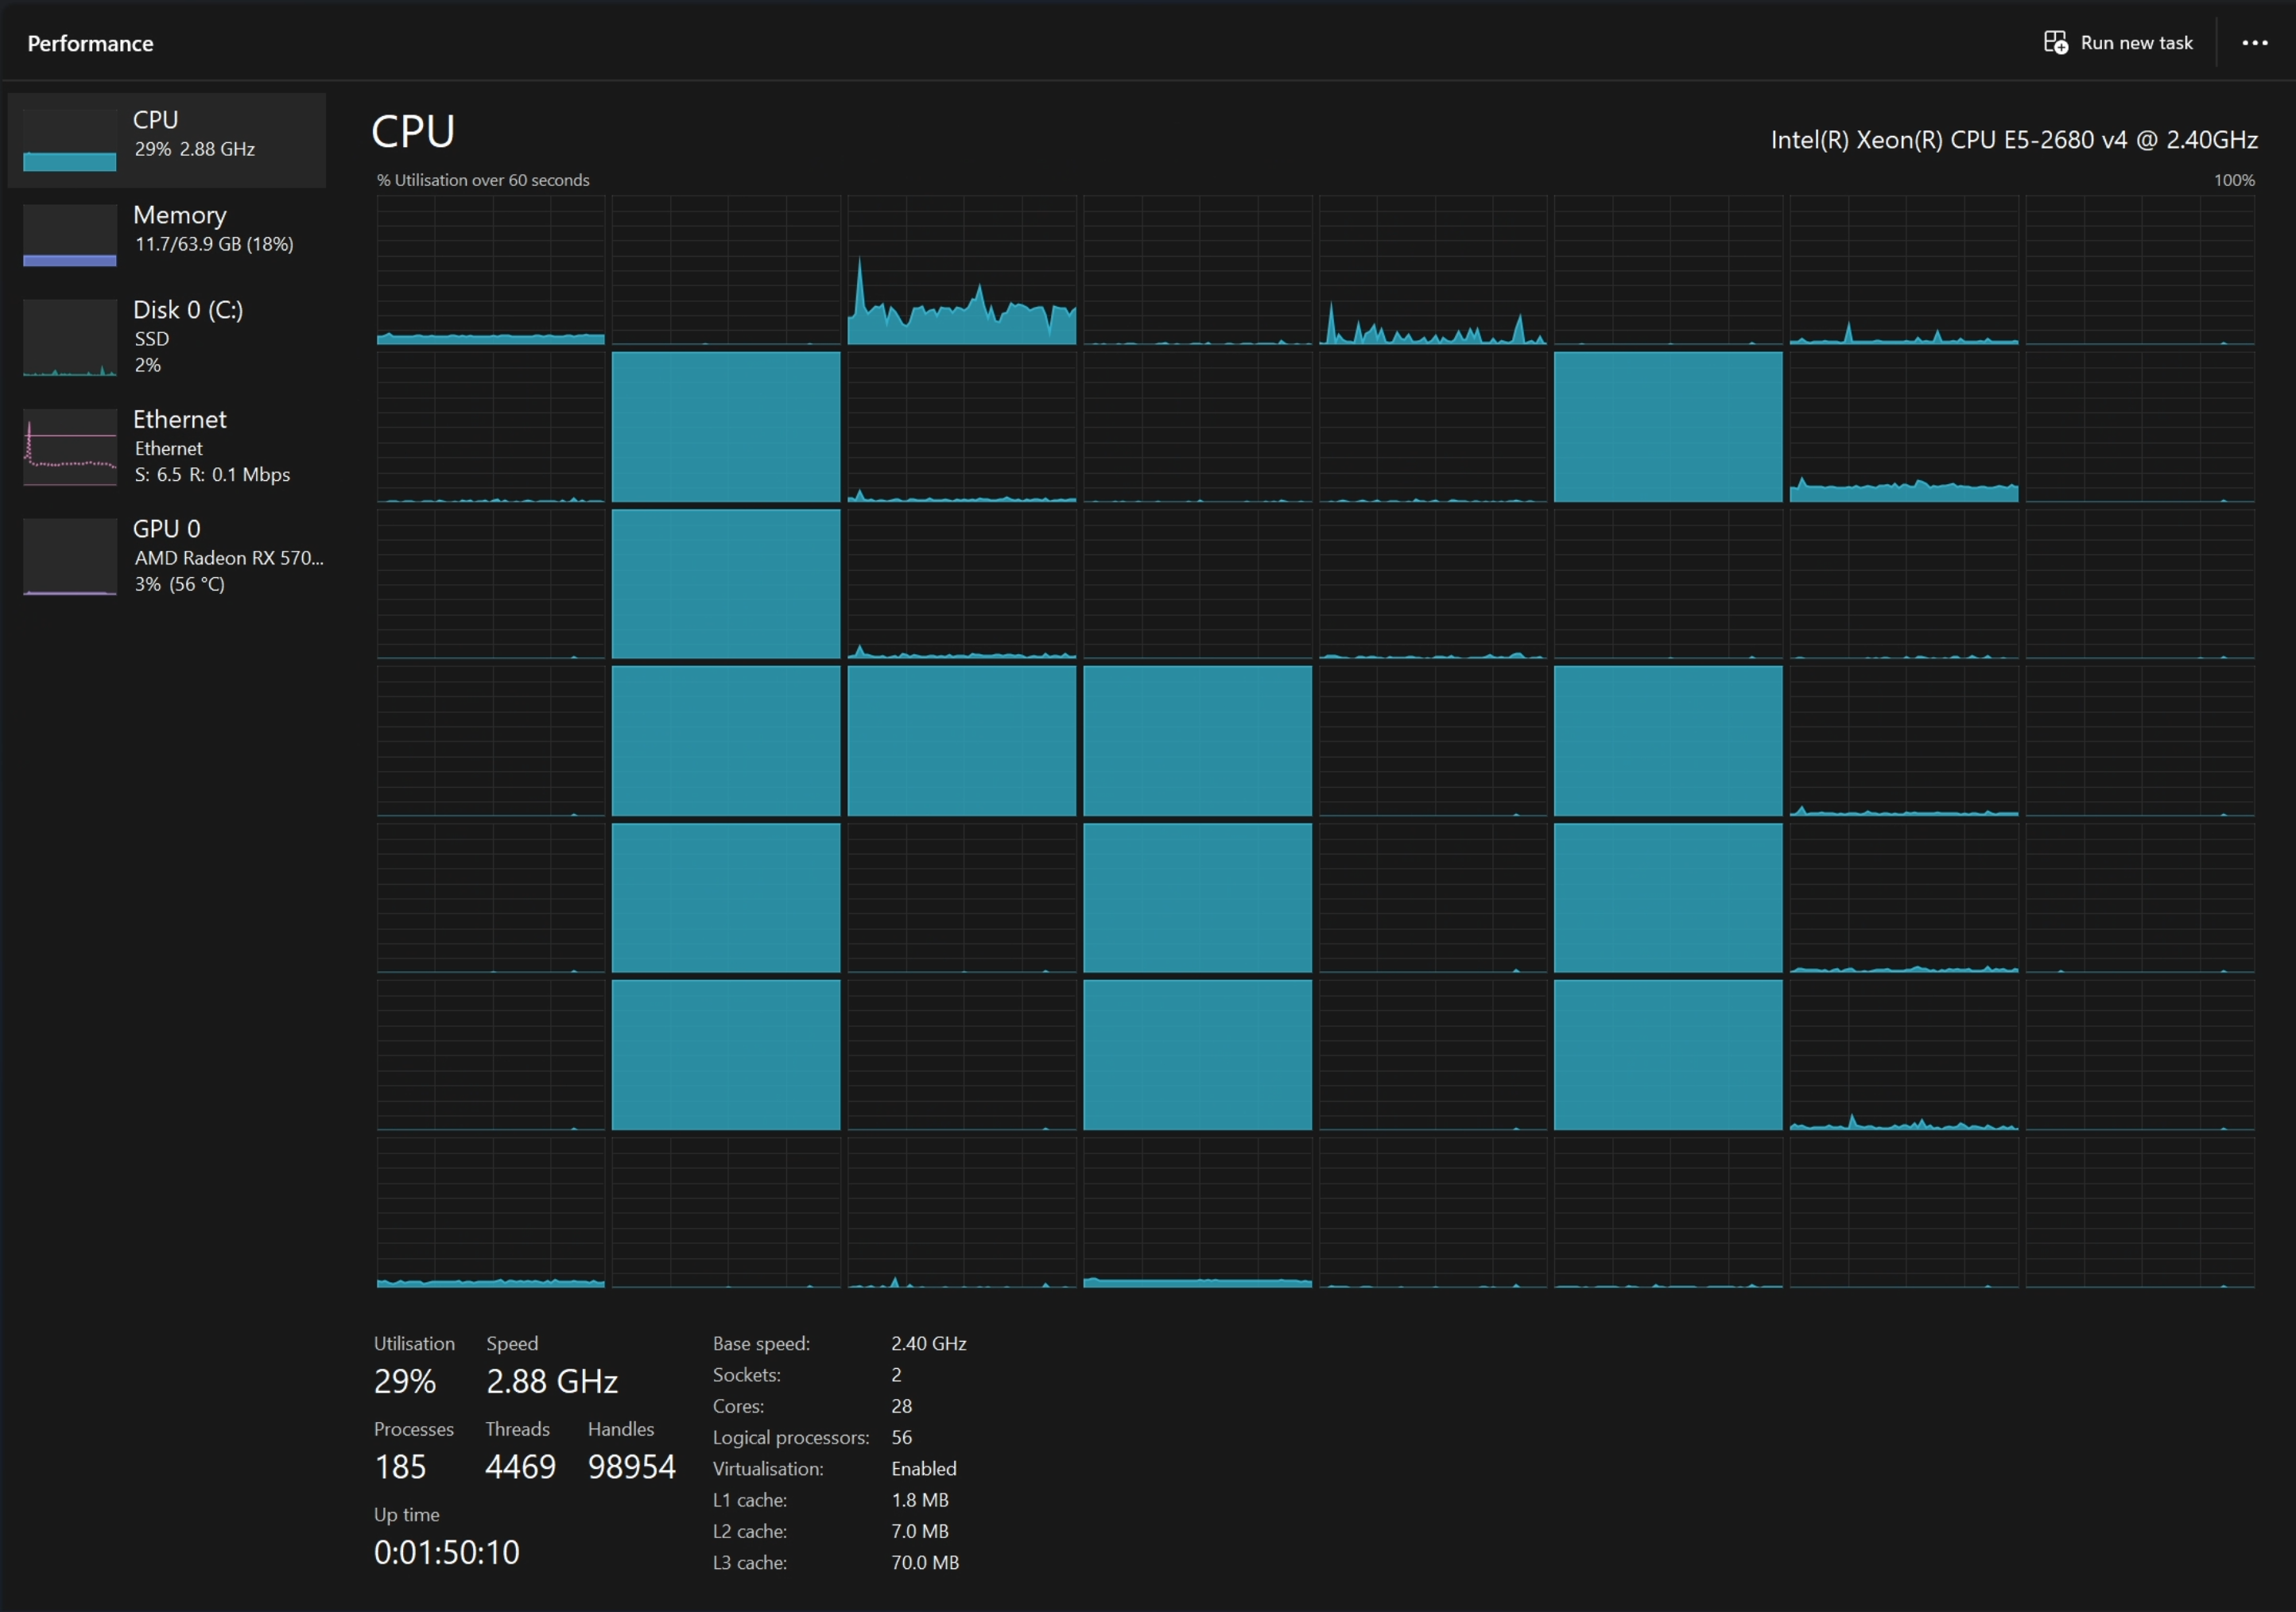 Performance
Run new task
CPU
29% 2.88 GHz
Memory
11.7/63.9 GB (18%)
Disk 0 (C:)
SSD
2%
Ethernet
Ethernet
S: 6.5 R: 0.1 Mbps
GPU 0
AMD Radeon RX 570...
3% (56 °C)
CPU
Intel(R) Xeon(R) CPU E5-2680 v4 @ 2.40GHz
% Utilisation over 60 seconds
100%
Utilisation
29%
Speed
2.88 GHz
Processes
185
Threads
4469
Handles
98954
Up time
0:01:50:10
Base speed: 2.40 GHz
Sockets: 2
Cores: 28
Logical processors: 56
Virtualisation: Enabled
L1 cache: 1.8 MB
L2 cache: 7.0 MB
L3 cache: 70.0 MB